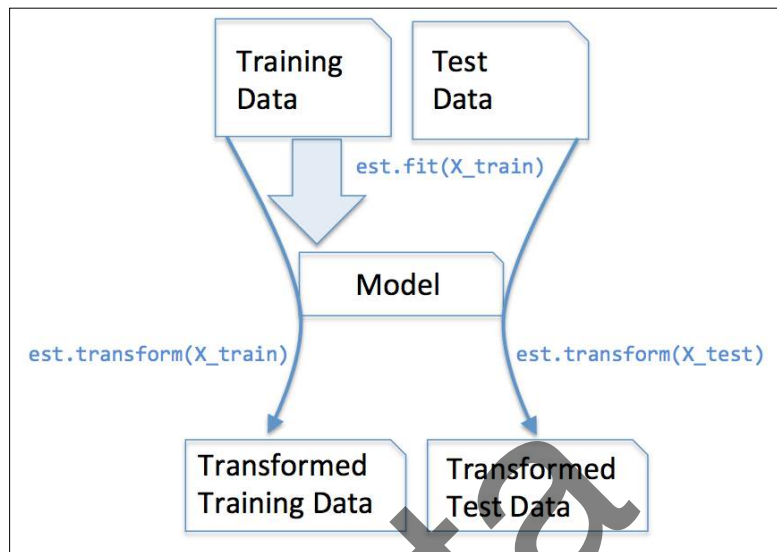 Training
Data
Test
Data
est.fit(X_train)
Model
est.transform(X_train)
est.transform(X_test)
Transformed
Training Data
Transformed
Test Data
ta